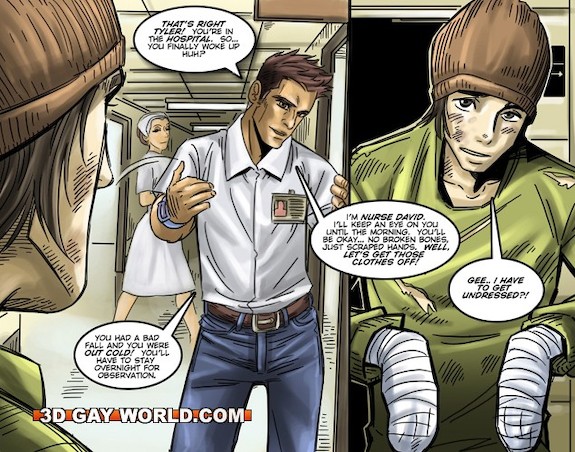 THAT'S RIGHT
TYLER! YOU'RE IN
THE HOSPITAL. SO...
YOU FINALLY WOKE UP
HUH?
I'M NURSE DAVID.
I'LL KEEP AN EYE ON YOU
UNTIL THE MORNING. YOU'LL
BE OKAY... NO BROKEN BONES,
JUST SCRAPED HANDS. WELL,
LET'S GET THOSE
CLOTHES OFF!
YOU HAD A BAD
FALL AND YOU WERE
OUT COLD! YOU'LL
HAVE TO STAY
OVERNIGHT FOR
OBSERVATION.
GEE.. I HAVE
TO GET
UNDRESSED?!
3D GAY WORLD.COM